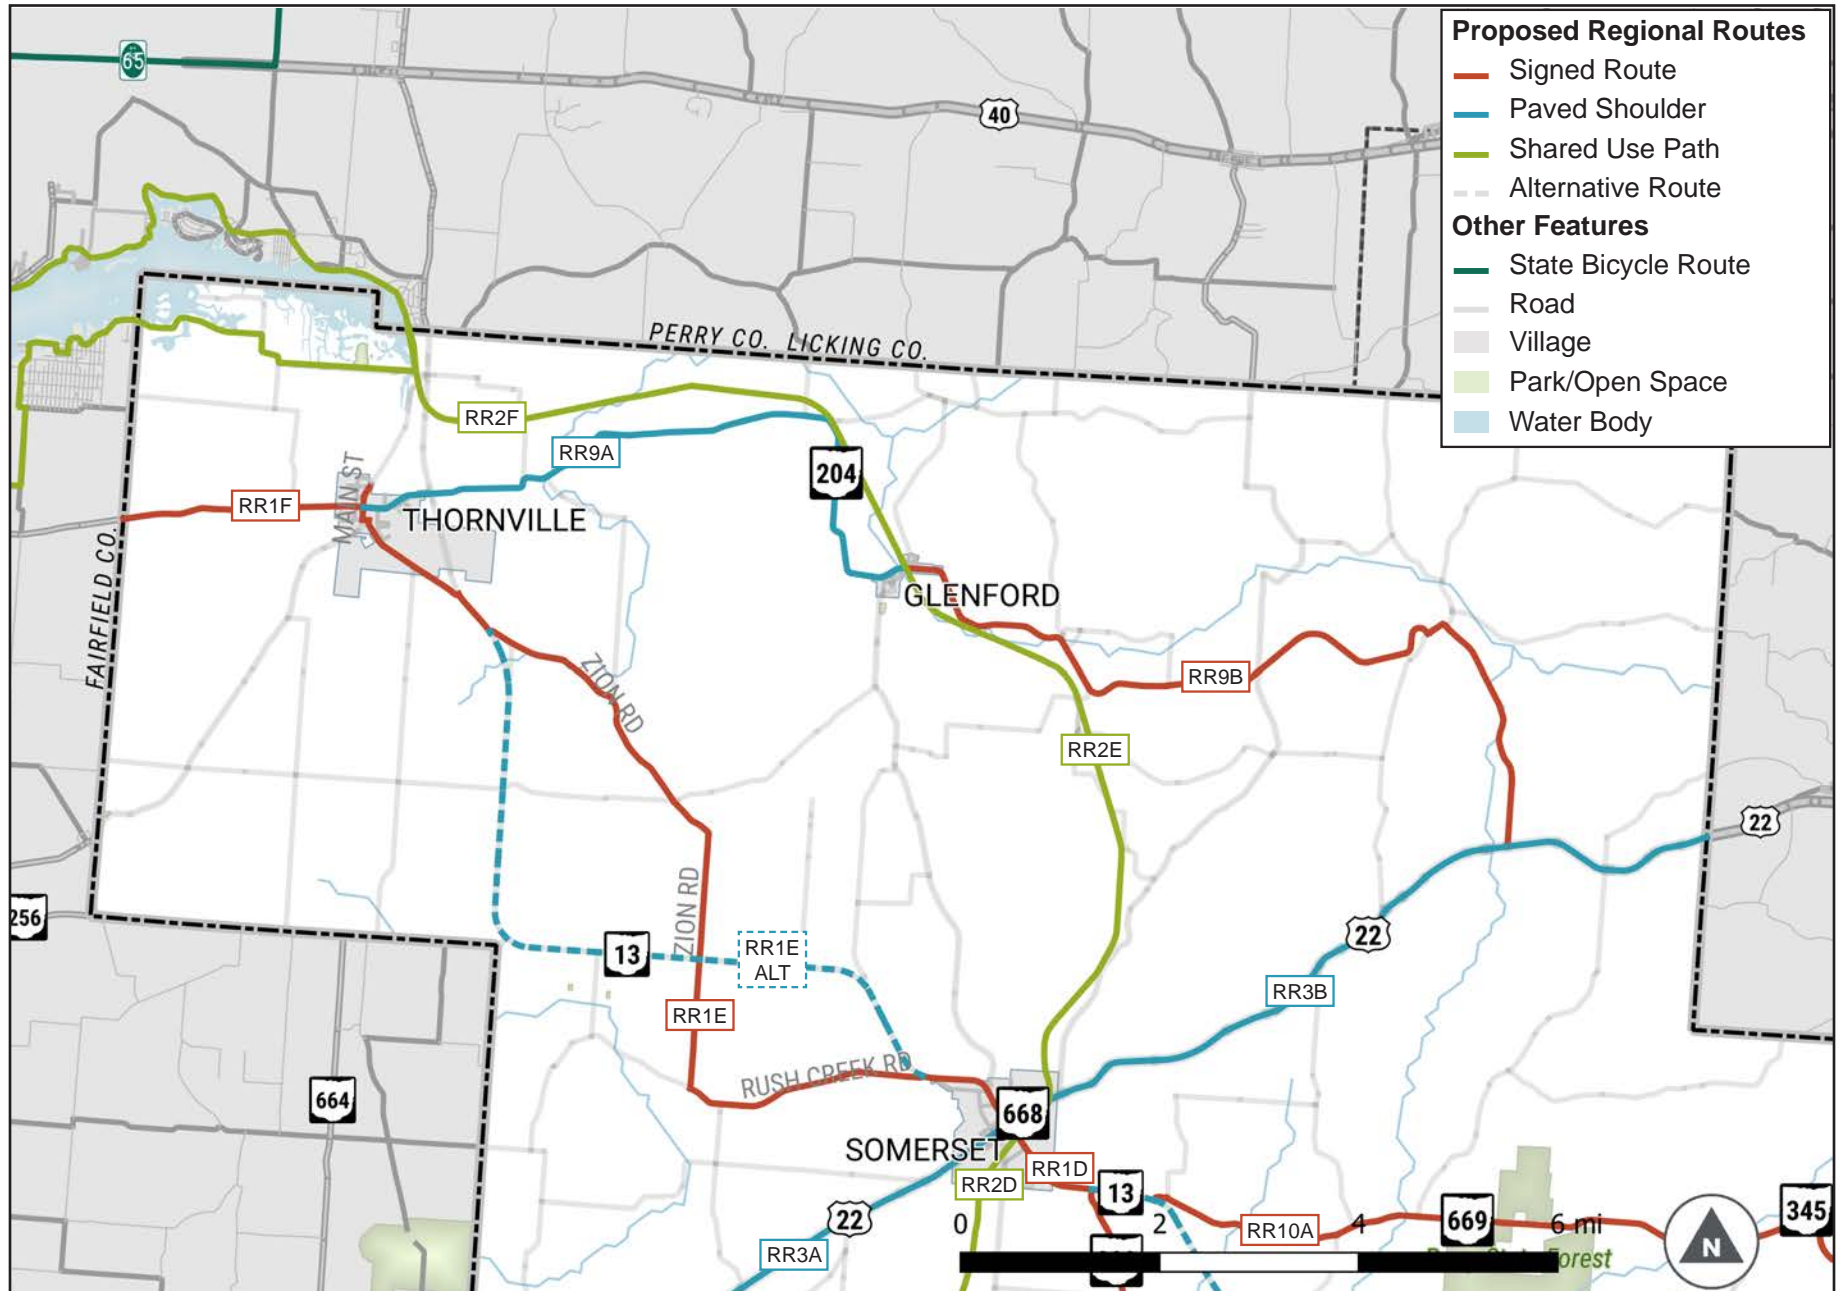 Proposed Regional Routes
Signed Route
Paved Shoulder
Shared Use Path
Alternative Route
Other Features
State Bicycle Route
Road
Village
Park/Open Space
Water Body
65
40
PERRY CO. LICKING CO.
RR2F
RR9A
204
MAIN ST
RR1F
THORNVILLE
FAIRFIELD CO.
GLENFORD
ZION RD
RR9B
RR2E
22
256
ZION RD
13
RR1E
ALT
22
RR3B
RR1E
RUSH CREEK RD
664
668
SOMERSET
RR1D
RR2D
13
22
RR3A
RR10A
669
345
0 2 4 6 mi
orest
N